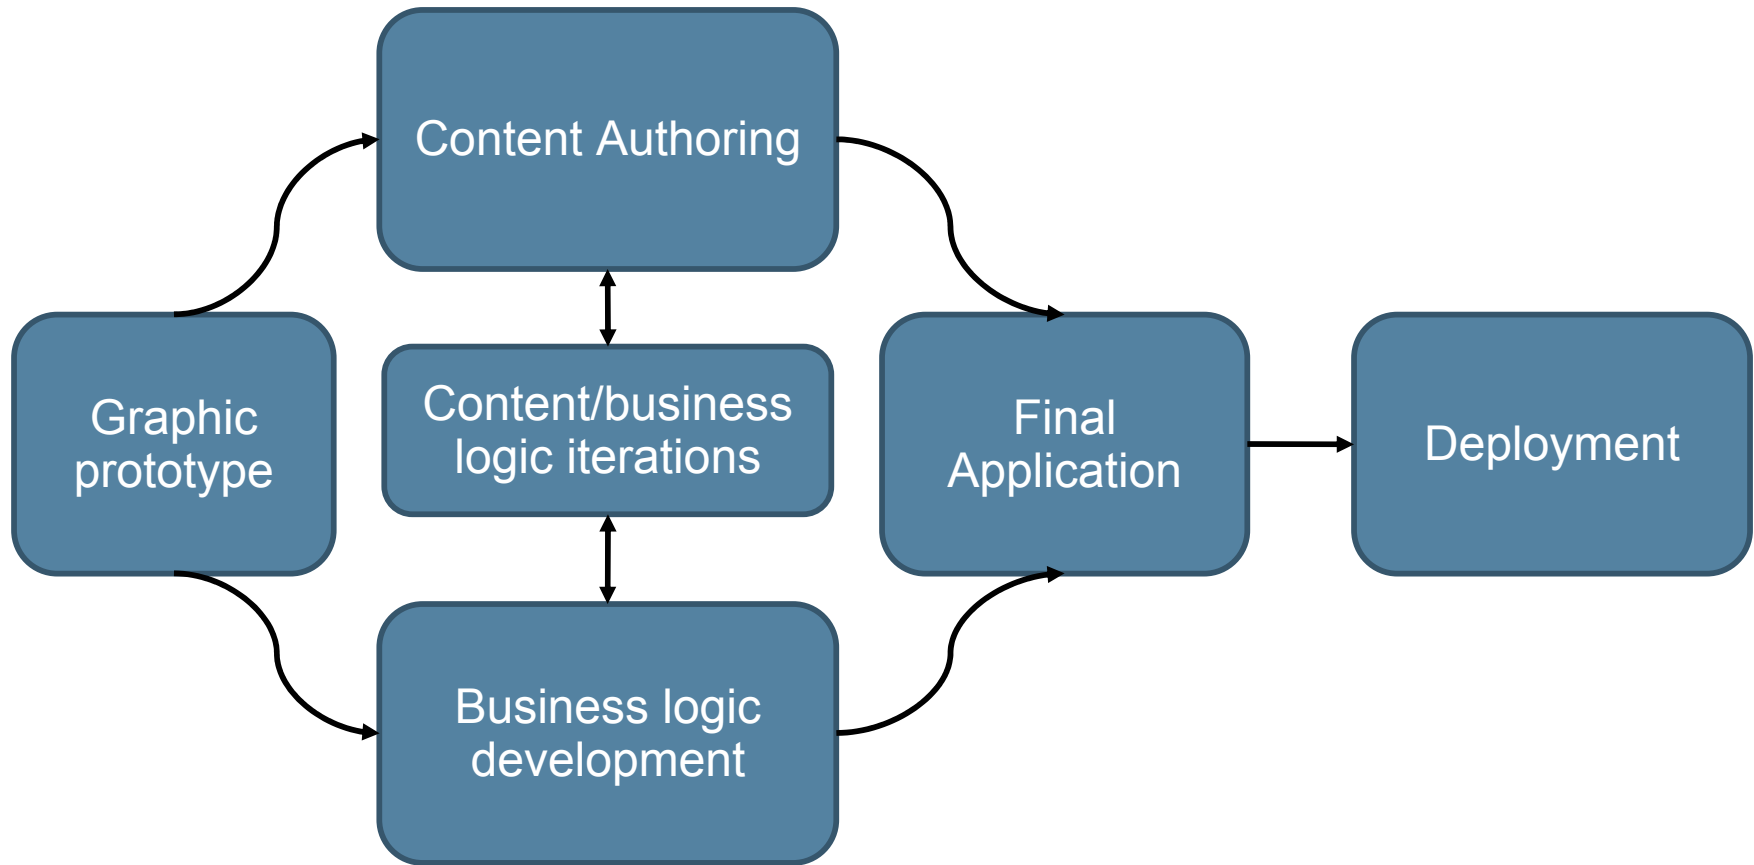 Content Authoring
Graphic
prototype
Content/business
logic iterations
Final
Application
Deployment
Business logic
development